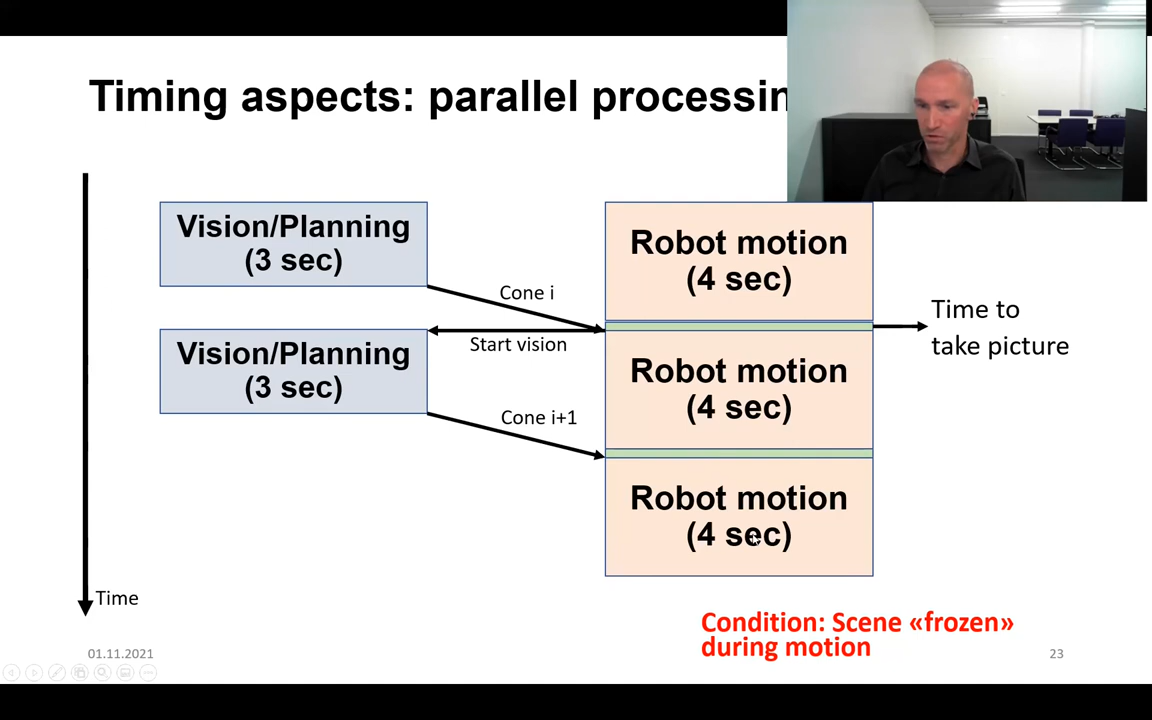 Timing aspects: parallel processin
Vision/Planning
(3 sec)
Robot motion
(4 sec)
Cone i
Time to
take picture
Start vision
Vision/Planning
(3 sec)
Robot motion
(4 sec)
Cone i+1
Robot motion
(4 sec)
Time
Condition: Scene «frozen»
during motion
01.11.2021
23